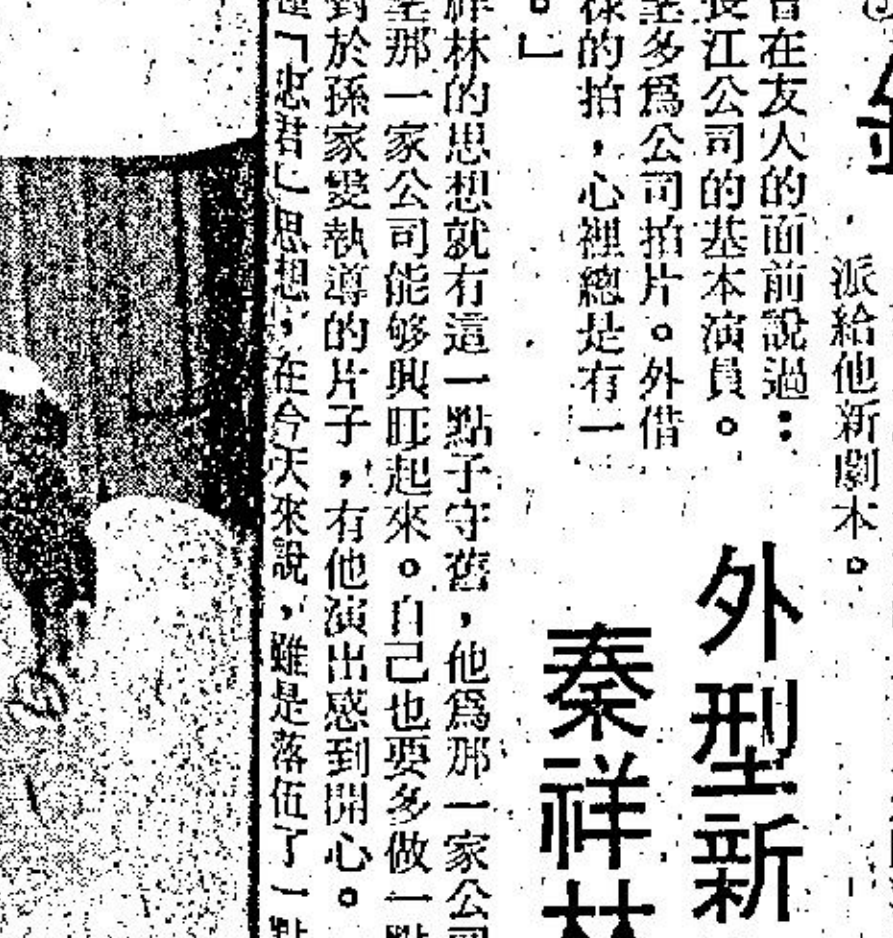 派給他新劇本。
曾在友人的面前說過：
長江公司的基本演員。
望多爲公司拍片。外借
樣的拍，心裡總是有一
。」
外型新
秦祥林
祥林的思想就有這一點子守舊，他爲那一家公司
望那一家公司能够興旺起來。自己也要多做一點
對於孫家雯執導的片子，有他演出感到開心。
種「忠君」思想，在今天來說，雖是落伍了一點